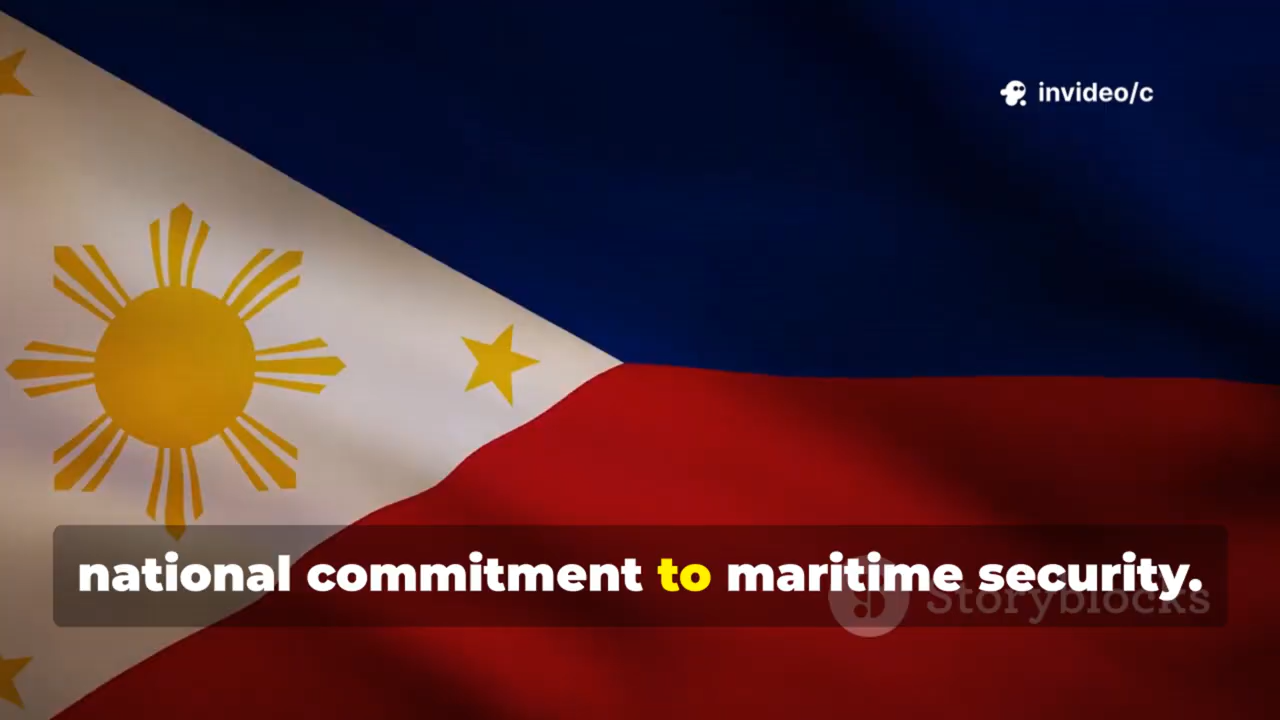 invideo/c
national commitment to maritime security.
Storyblocks